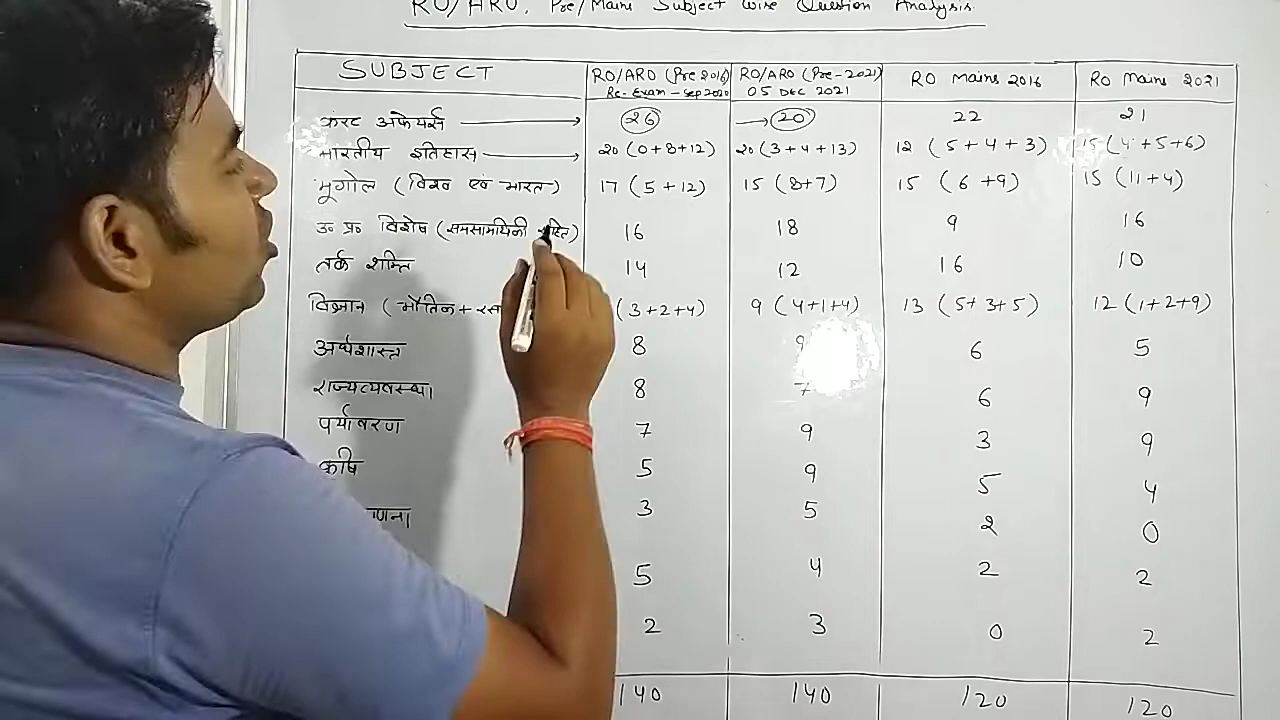 RO/ARO, Pre/Mains Subject wise Question Analysis.
SUBJECT RO/ARO (Pre 2016) Re-Exam - Sep 2020 RO/ARO (Pre-2021) 05 DEC 2021 RO Mains 2016 RO Mains 2021
करंट अफेयर्स 26 20 22 21
भारतीय इतिहास 20 (0+8+12) 20 (3+4+13) 12 (5+4+3) 15 (4+5+6)
भूगोल (विश्व एवं भारत) 17 (5+12) 15 (8+7) 15 (6+9) 15 (11+4)
उ० प्र० विशेष (समसामयिकी सहित) 16 18 9 16
तर्क शक्ति 14 12 16 10
विज्ञान (भौतिक + (3+2+4) 9 (4+1+4) 13 (5+3+5) 12 (1+2+9)
अर्थशास्त्र 8 9 6 5
राज्यव्यवस्था 8 7 6 9
पर्यावरण 7 9 3 9
कृषि 5 9 5 4
3 5 2 0
5 4 2 2
2 3 0 2
140 140 120 120